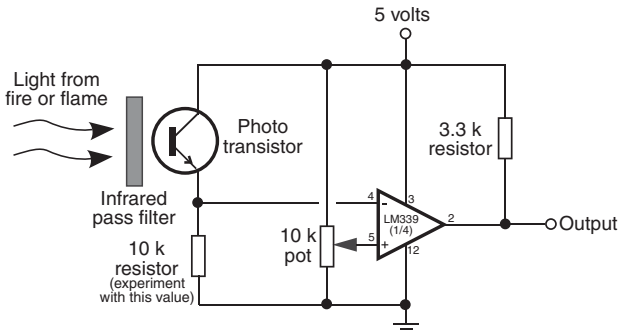 5 volts
Light from
fire or flame
Photo
transistor
3.3 k
resistor
Infrared
pass filter
4
-
3
LM339
(1/4)
2
Output
10 k
pot
5
+
12
10 k
resistor
(experiment
with this value)